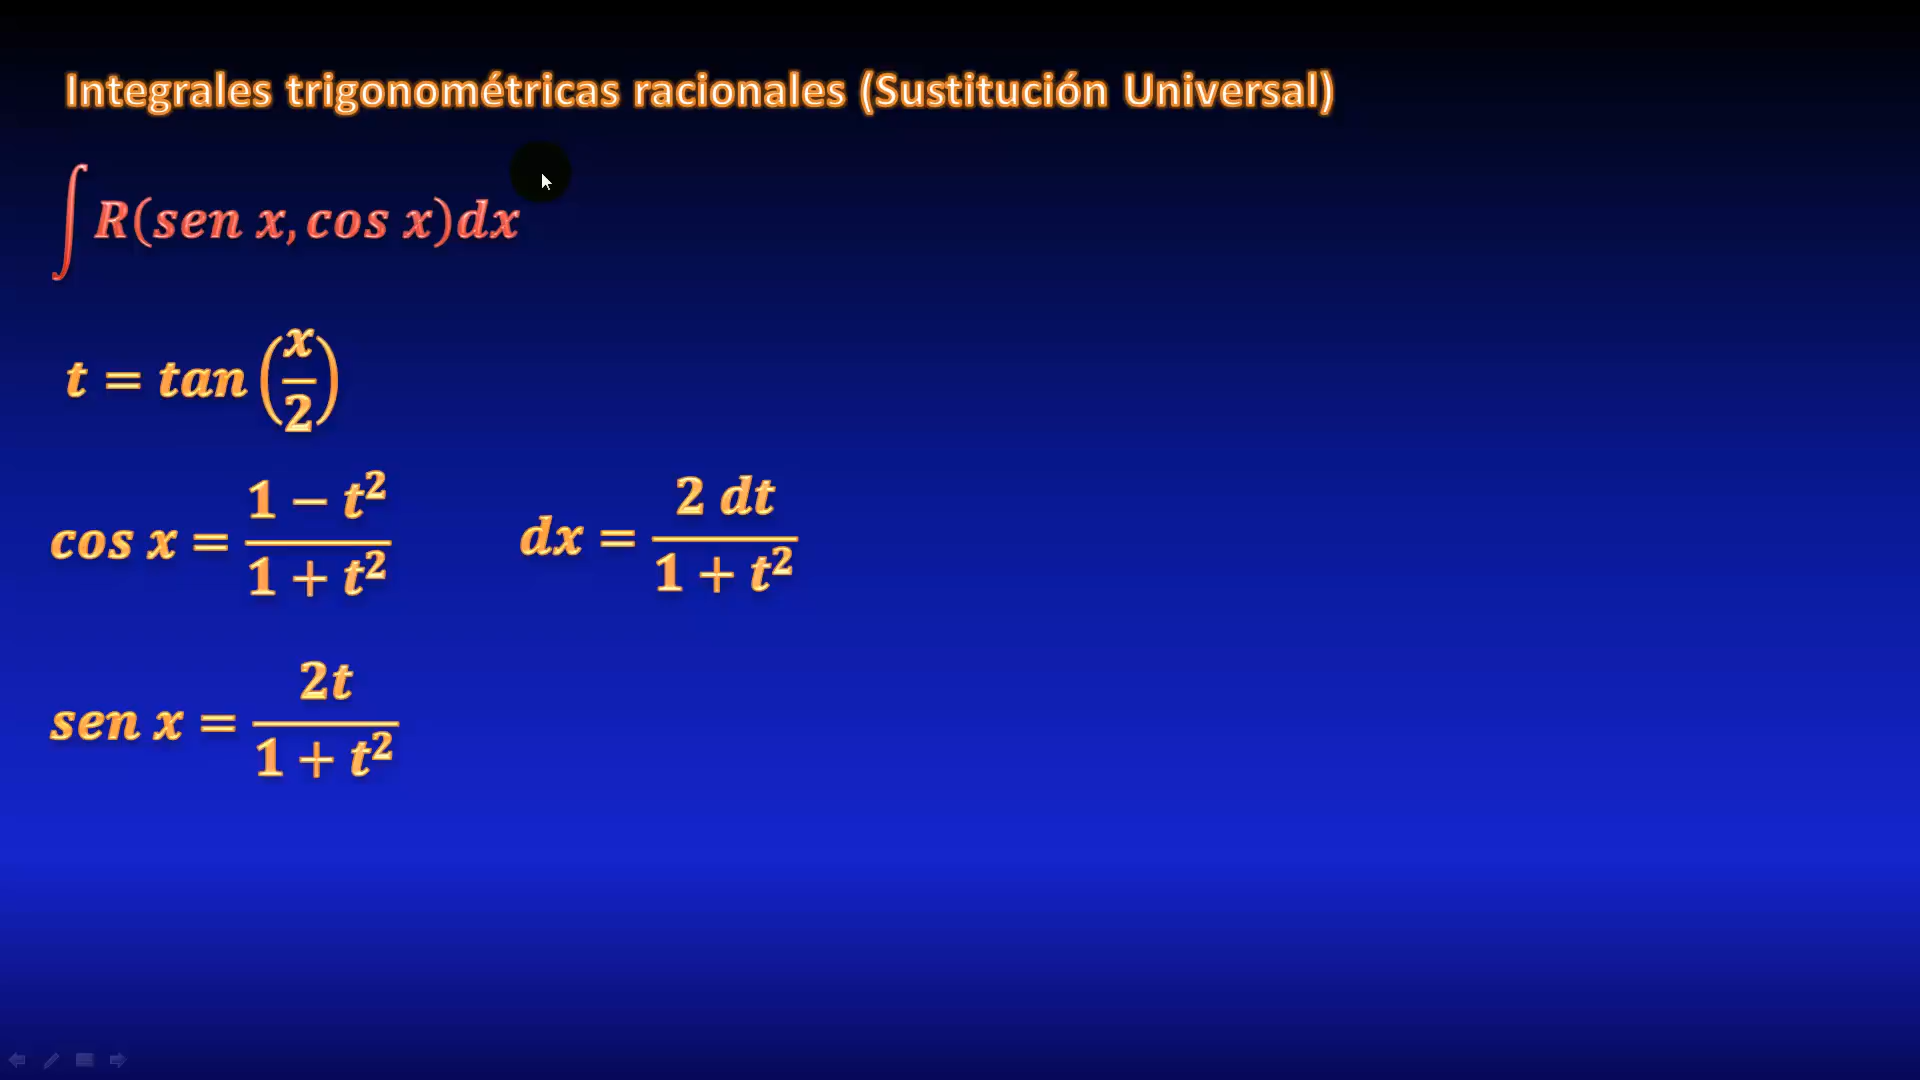 Integrales trigonométricas racionales (Sustitución Universal)
∫ R(sen x, cos x)dx
t = tan (x/2)
cos x = (1 − t²)/(1 + t²)
dx = (2 dt)/(1 + t²)
sen x = (2t)/(1 + t²)